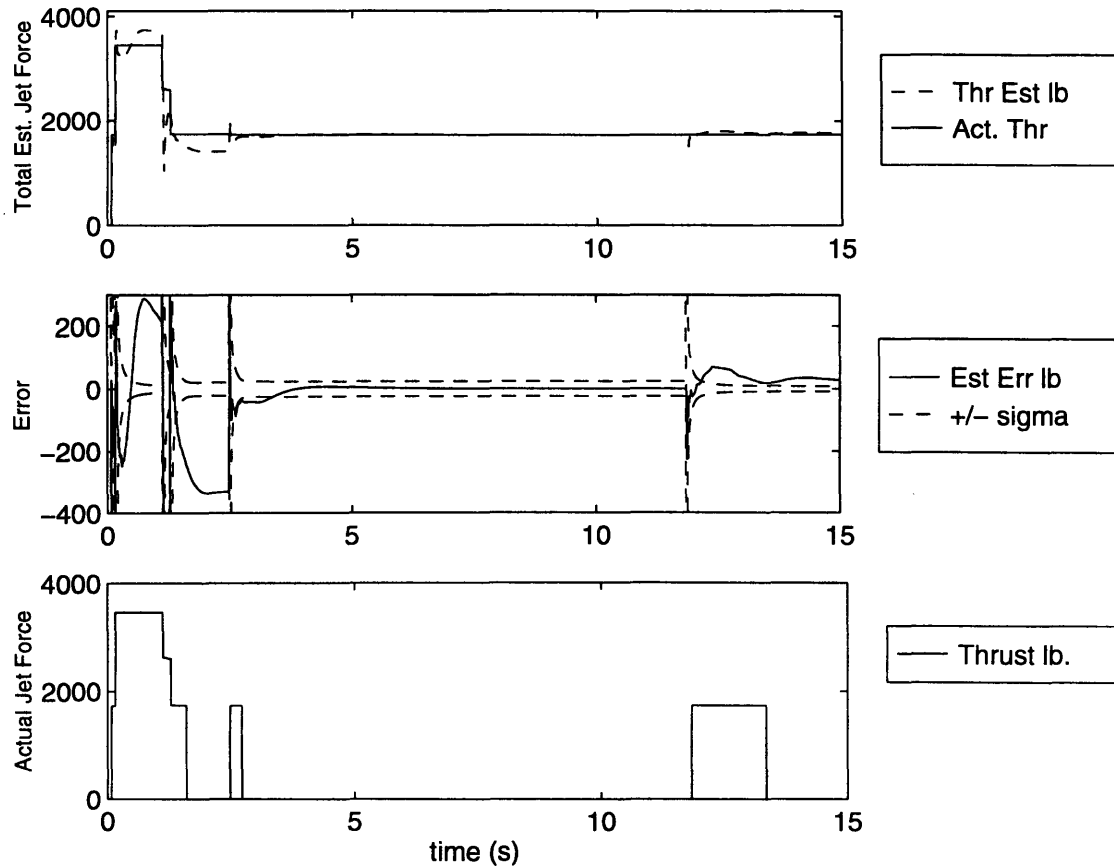 Total Est. Jet Force
4000
2000
0
0
5
10
15
Thr Est lb
Act. Thr
Error
200
0
−200
−400
0
5
10
15
Est Err lb
+/− sigma
Actual Jet Force
4000
2000
0
0
5
10
15
time (s)
Thrust lb.